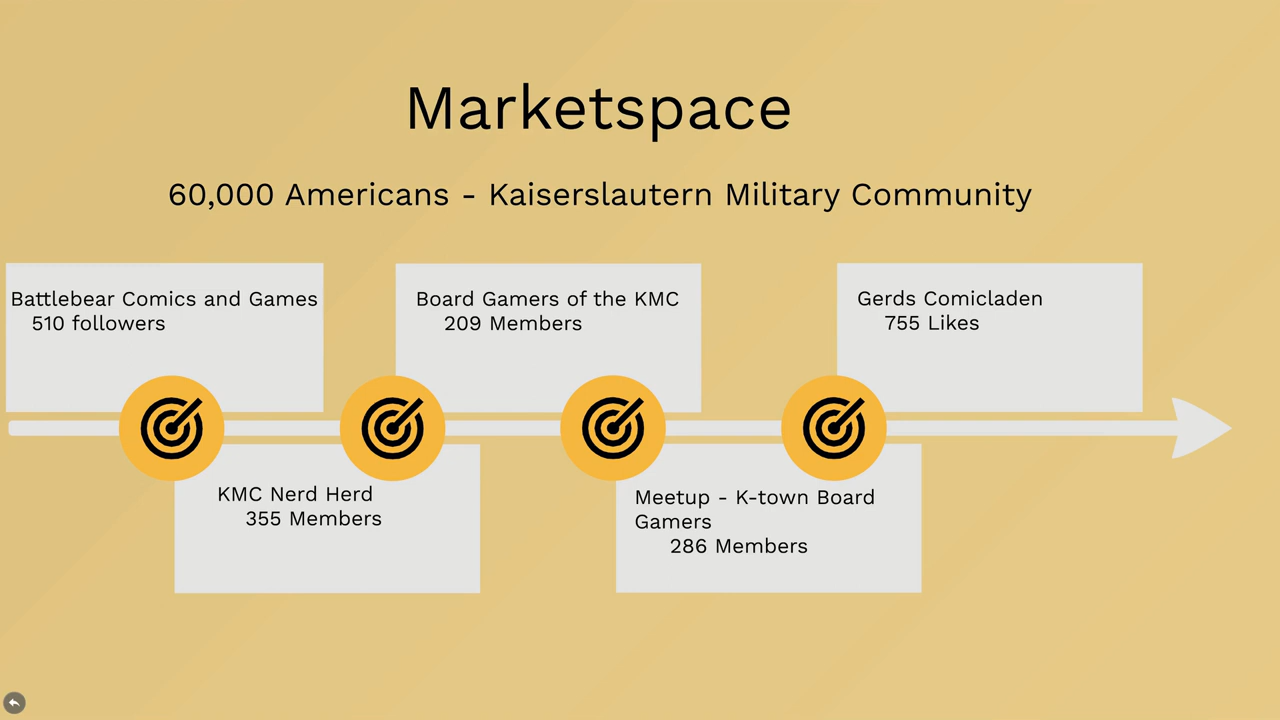 Marketspace
60,000 Americans - Kaiserslautern Military Community
Battlebear Comics and Games
510 followers
Board Gamers of the KMC
209 Members
Gerds Comicladen
755 Likes
KMC Nerd Herd
355 Members
Meetup - K-town Board
Gamers
286 Members